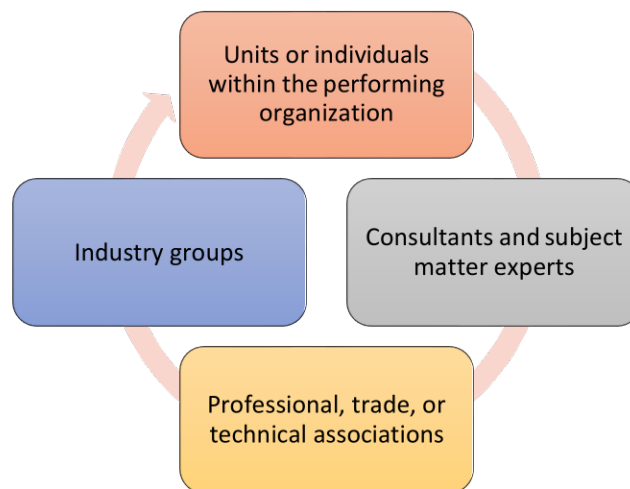 Units or individuals
within the performing
organization
Consultants and subject
matter experts
Professional, trade, or
technical associations
Industry groups